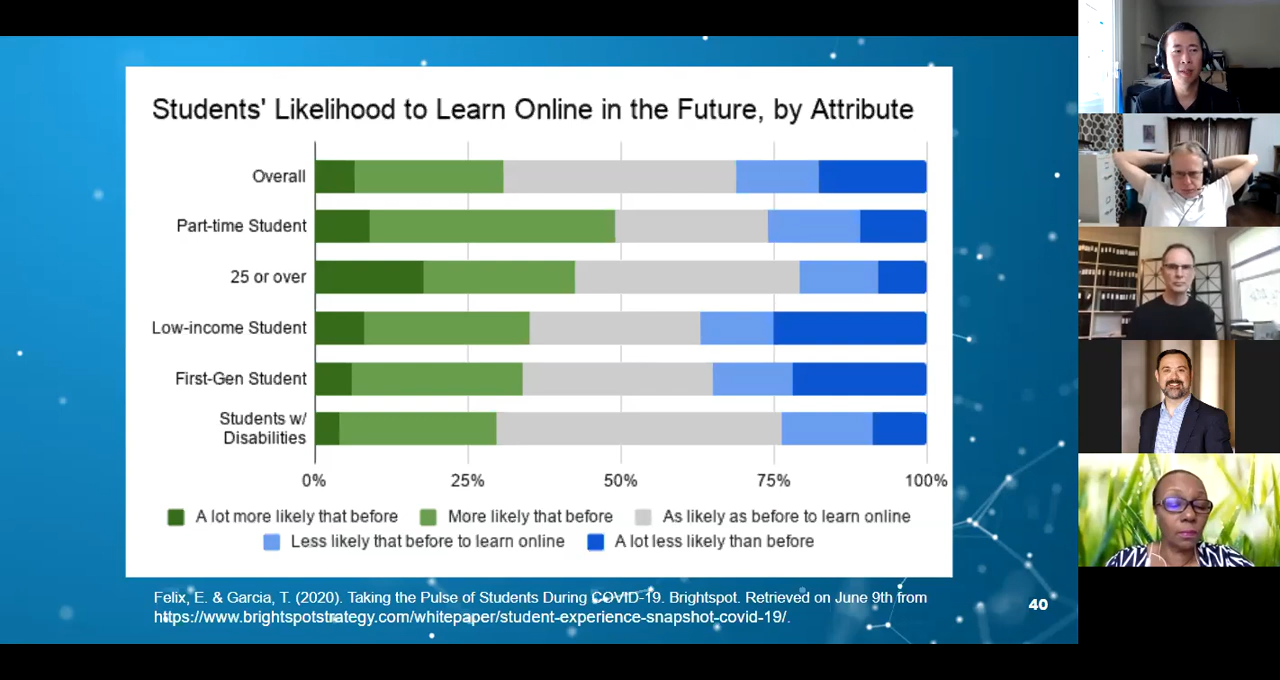 Students' Likelihood to Learn Online in the Future, by Attribute
Overall
Part-time Student
25 or over
Low-income Student
First-Gen Student
Students w/
Disabilities
0% 25% 50% 75% 100%
A lot more likely that before More likely that before As likely as before to learn online
Less likely that before to learn online A lot less likely than before
Felix, E. & Garcia, T. (2020). Taking the Pulse of Students During COVID-19. Brightspot. Retrieved on June 9th from
https://www.brightspotstrategy.com/whitepaper/student-experience-snapshot-covid-19/.
40